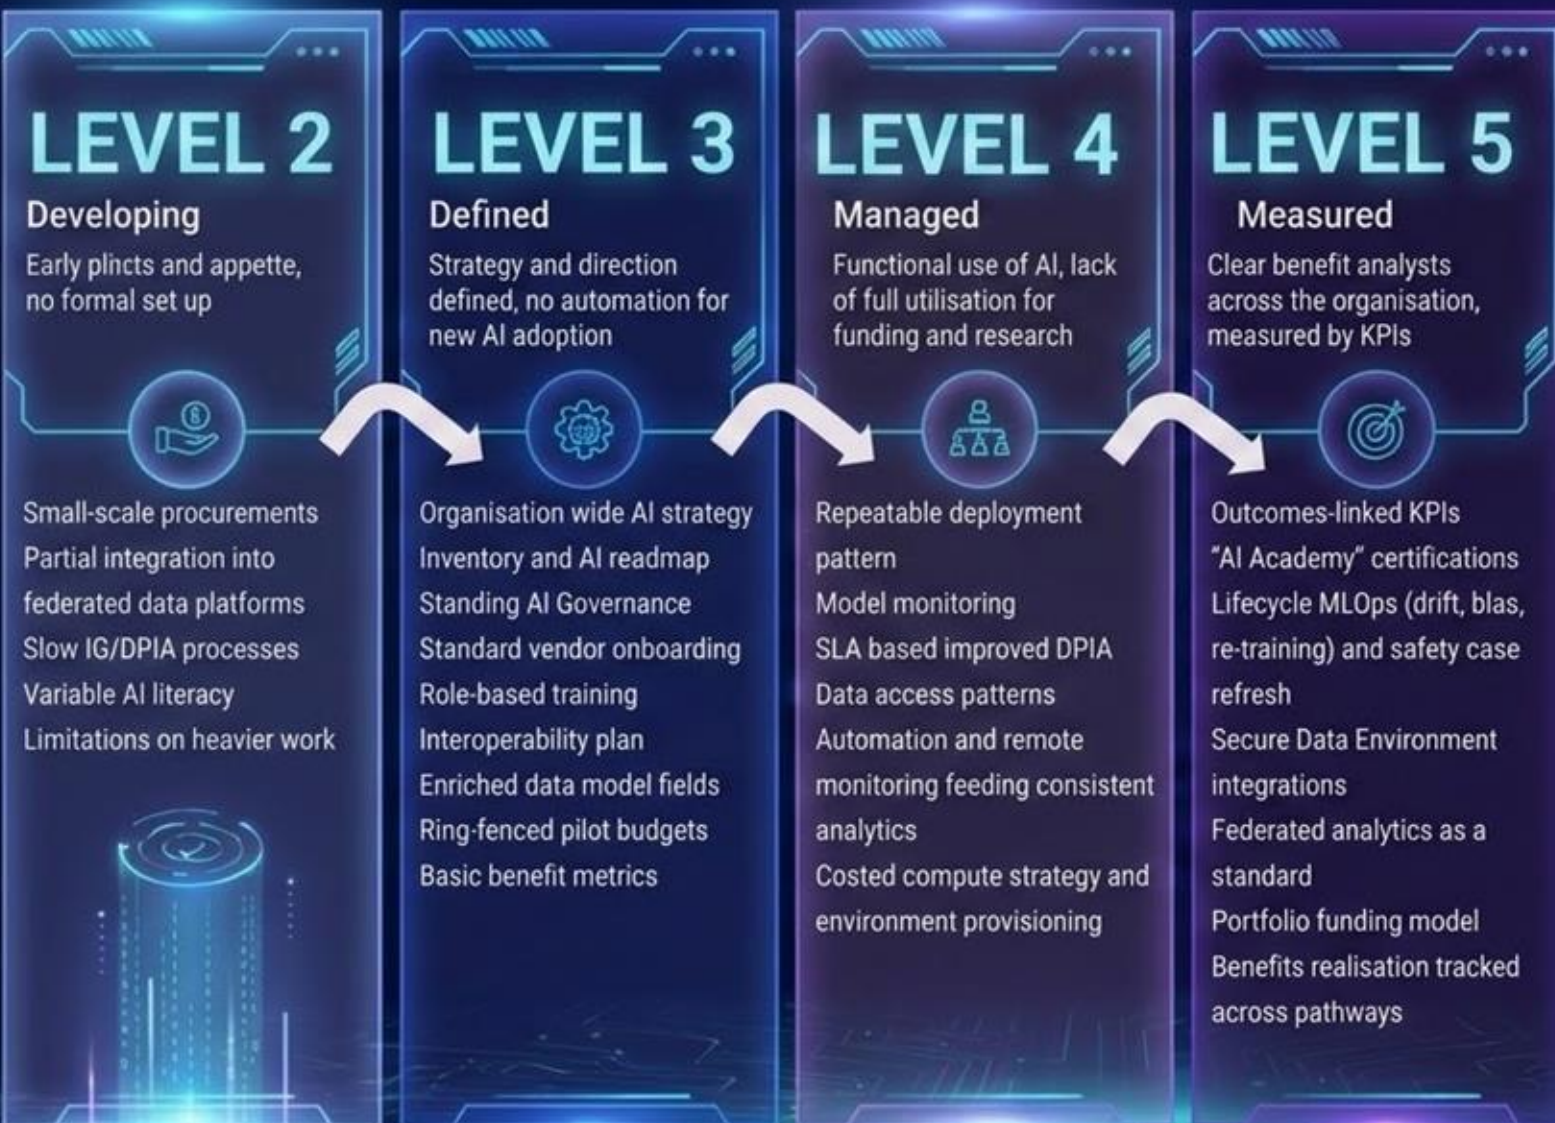 LEVEL 2
Developing
Early plincts and appette,
no formal set up
Small-scale procurements
Partial integration into
federated data platforms
Slow IG/DPIA processes
Variable AI literacy
Limitations on heavier work
LEVEL 3
Defined
Strategy and direction
defined, no automation for
new AI adoption
Organisation wide AI strategy
Inventory and AI readmap
Standing AI Governance
Standard vendor onboarding
Role-based training
Interoperability plan
Enriched data model fields
Ring-fenced pilot budgets
Basic benefit metrics
LEVEL 4
Managed
Functional use of AI, lack
of full utilisation for
funding and research
Repeatable deployment
pattern
Model monitoring
SLA based improved DPIA
Data access patterns
Automation and remote
monitoring feeding consistent
analytics
Costed compute strategy and
environment provisioning
LEVEL 5
Measured
Clear benefit analysts
across the organisation,
measured by KPIs
Outcomes-linked KPIs
"AI Academy" certifications
Lifecycle MLOps (drift, blas,
re-training) and safety case
refresh
Secure Data Environment
integrations
Federated analytics as a
standard
Portfolio funding model
Benefits realisation tracked
across pathways